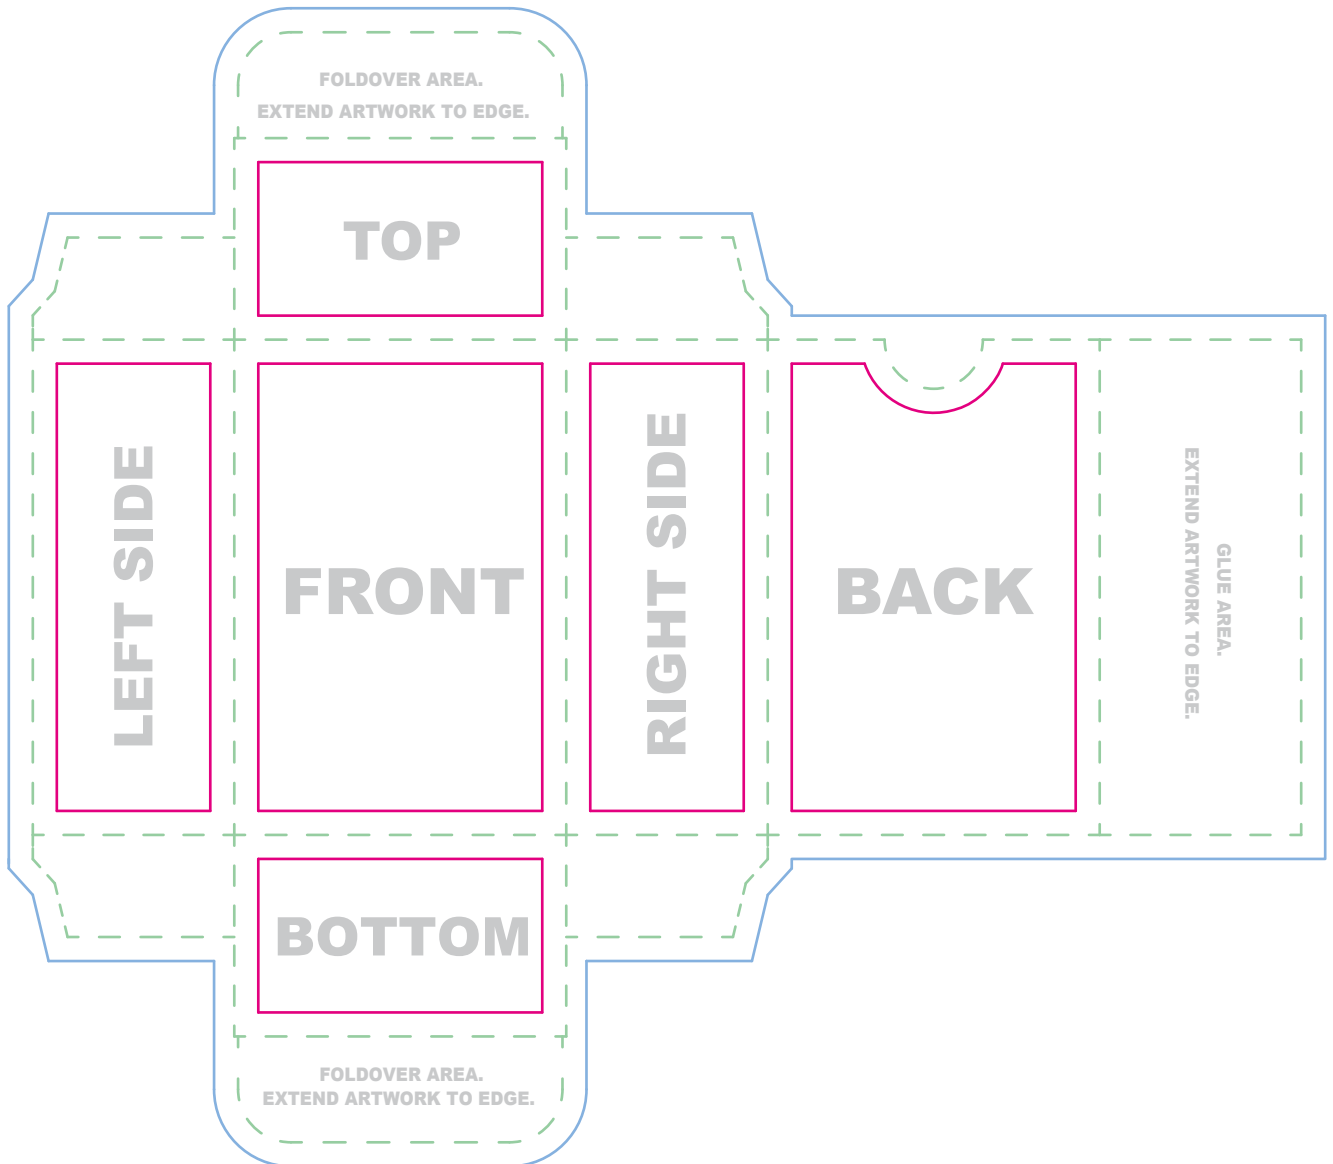 FOLDOVER AREA.
EXTEND ARTWORK TO EDGE.
TOP
LEFT SIDE
FRONT
RIGHT SIDE
BACK
GLUE AREA.
EXTEND ARTWORK TO EDGE.
BOTTOM
FOLDOVER AREA.
EXTEND ARTWORK TO EDGE.